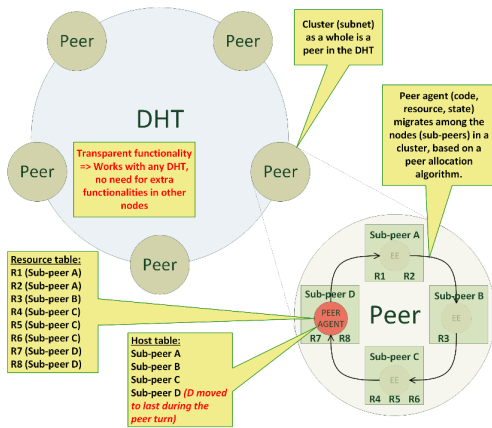 Peer
Peer
Cluster (subnet)
as a whole is a
peer in the DHT
DHT
Peer agent (code,
resource, state)
migrates among the
nodes (sub-peers) in a
cluster, based on a
peer allocation
algorithm.
Transparent functionality
=> Works with any DHT,
no need for extra
functionalities in other
nodes
Peer
Peer
Peer
Sub-peer A
EE
R1 R2
Resource table:
R1 (Sub-peer A)
R2 (Sub-peer A)
R3 (Sub-peer B)
R4 (Sub-peer C)
R5 (Sub-peer C)
R6 (Sub-peer C)
R7 (Sub-peer D)
R8 (Sub-peer D)
Sub-peer D
PEER
AGENT
R7 R8
Peer
Sub-peer B
EE
R3
Host table:
Sub-peer A
Sub-peer B
Sub-peer C
Sub-peer D (D moved
to last during the
peer turn)
Sub-peer C
EE
R4 R5 R6